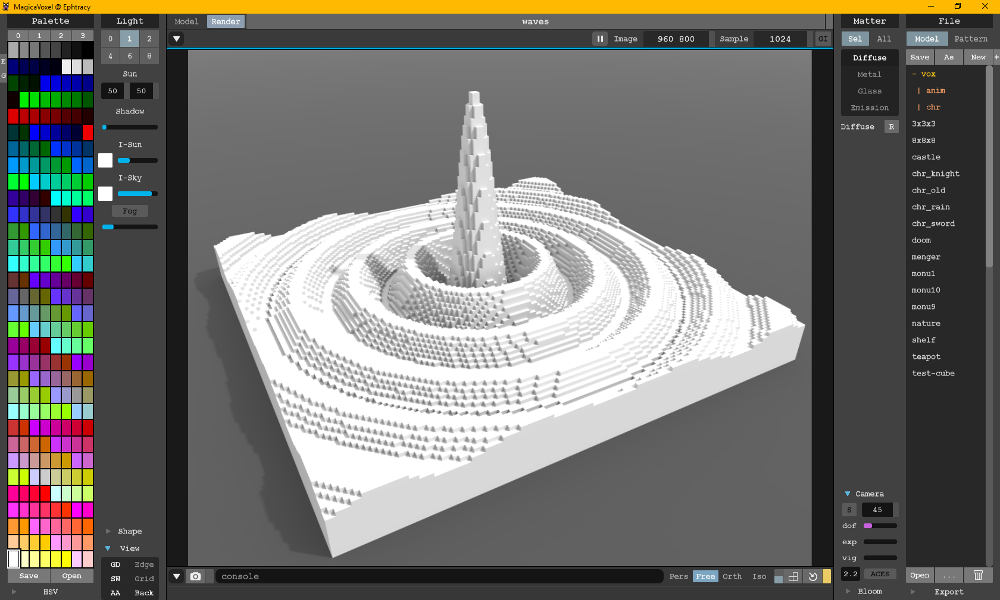 MagicaVoxel @ Ephtracy
Palette
Light
Model Render
waves
Matter
File
0 1 2 3
0 1 2
4 6 8
Image 960 800 Sample 1024 GI
Sel All
Model Pattern
Save As New +
Sun
50 50
Shadow
I-Sun
I-Sky
Fog
Diffuse
Metal
Glass
Emission
Diffuse R
- vox
| anim
| chr
3x3x3
8x8x8
castle
chr_knight
chr_old
chr_rain
chr_sword
doom
menger
monu1
monu10
monu9
nature
shelf
teapot
test-cube
Shape
View
GD Edge
SW Grid
AA Back
Camera
45
dof
exp
vig
2.2 ACES
Bloom
Save Open
HSV
console
Pers Free Orth Iso
Open ...
Export